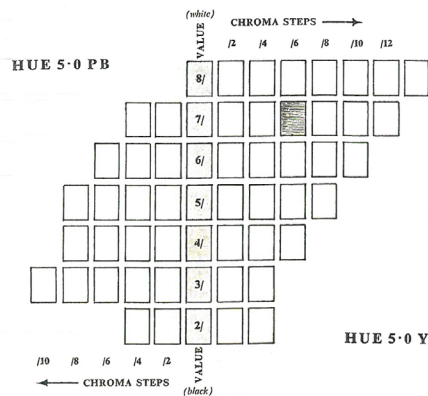 (white)
CHROMA STEPS
VALUE
/2 /4 /6 /8 /10 /12
HUE 5·0 PB
8/
7/
6/
5/
4/
3/
2/
HUE 5·0 Y
/10 /8 /6 /4 /2
VALUE
CHROMA STEPS
(black)